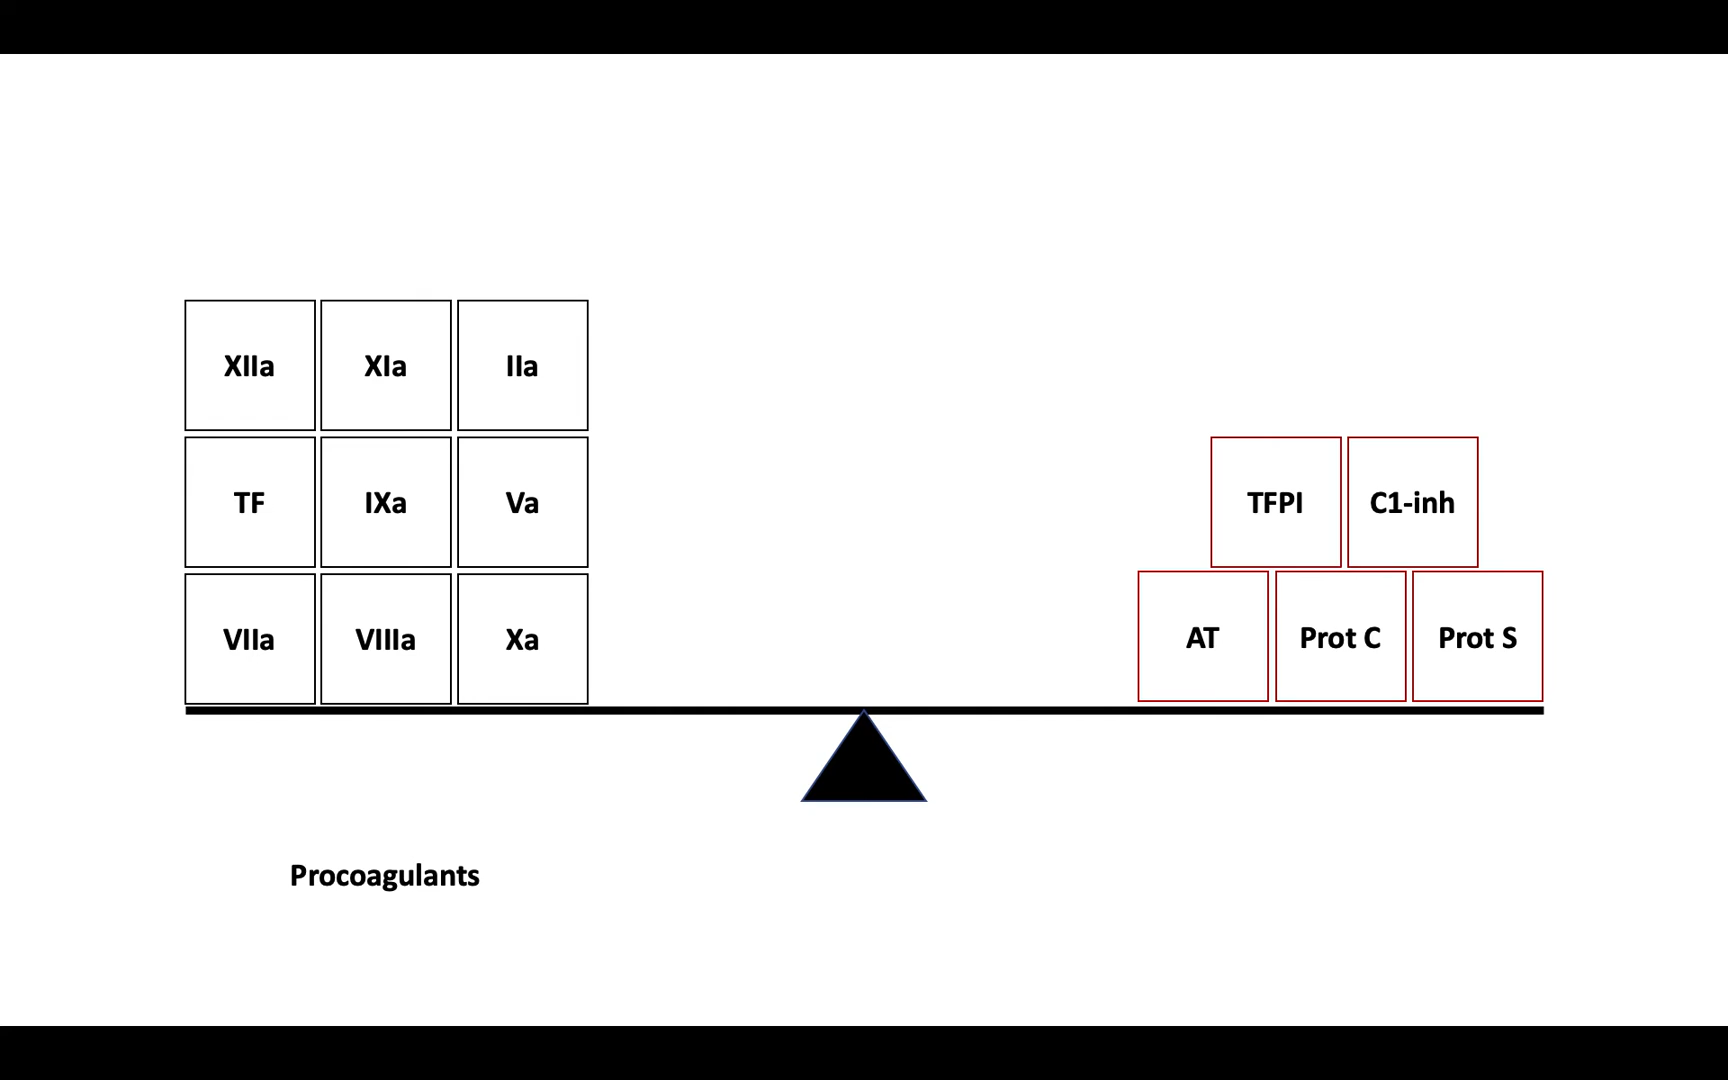 XIIa XIa IIa
TF IXa Va
TFPI C1-inh
VIIa VIIIa Xa
AT Prot C Prot S
Procoagulants